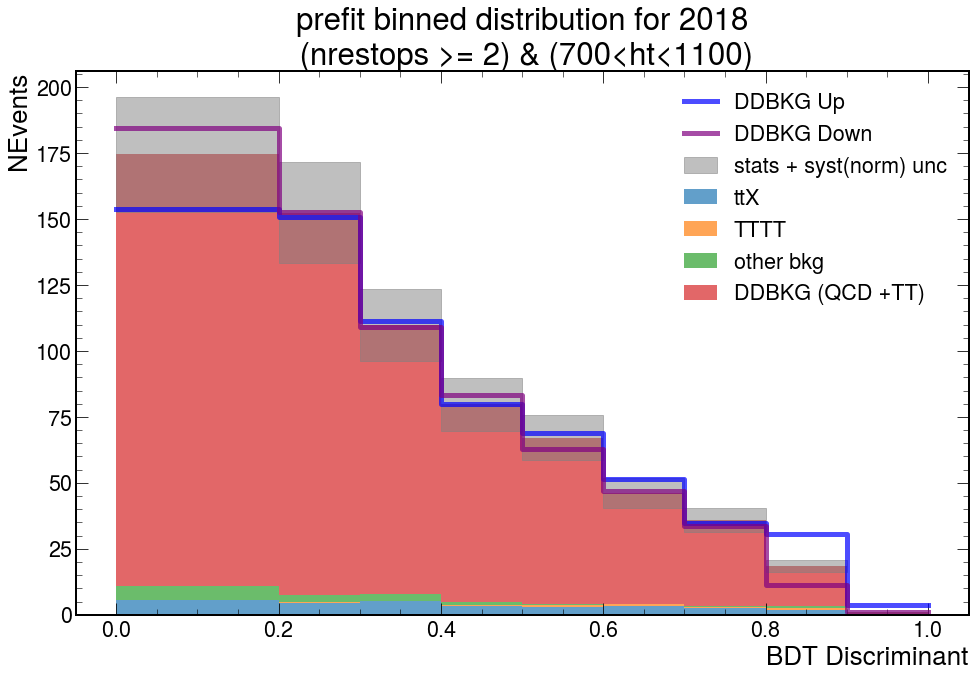 prefit binned distribution for 2018
(nrestops >= 2) & (700<ht<1100)
NEvents
200
175
150
125
100
75
50
25
0
DDBKG Up
DDBKG Down
stats + syst(norm) unc
ttX
TTTT
other bkg
DDBKG (QCD +TT)
0.0 0.2 0.4 0.6 0.8 1.0
BDT Discriminant